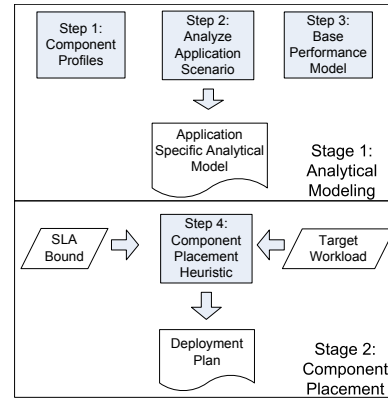 Step 1:
Component
Profiles
Step 2:
Analyze
Application
Scenario
Step 3:
Base
Performance
Model
Application
Specific Analytical
Model
Stage 1:
Analytical
Modeling
SLA
Bound
Step 4:
Component
Placement
Heuristic
Target
Workload
Deployment
Plan
Stage 2:
Component
Placement